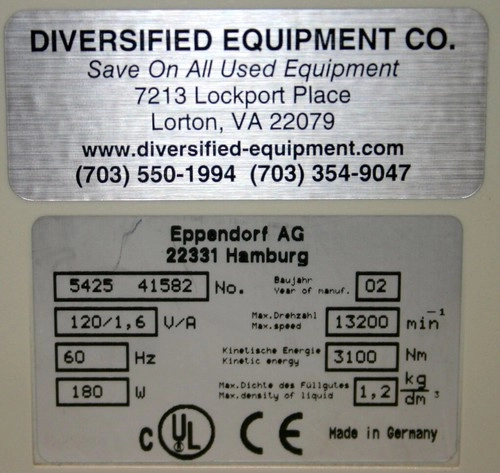 DIVERSIFIED EQUIPMENT CO.
Save On All Used Equipment
7213 Lockport Place
Lorton, VA 22079
www.diversified-equipment.com
(703) 550-1994 (703) 354-9047
Eppendorf AG
22331 Hamburg
5425 41582 No. Baujahr Year of manuf. 02
120/1,6 V/A Max.Drehzahl Max.speed 13200 min⁻¹
60 Hz Kinetische Energie Kinetic energy 3100 Nm
180 W Max.Dichte des Füllgutes Max.density of liquid 1,2 kg/dm³
C UL CE Made in Germany